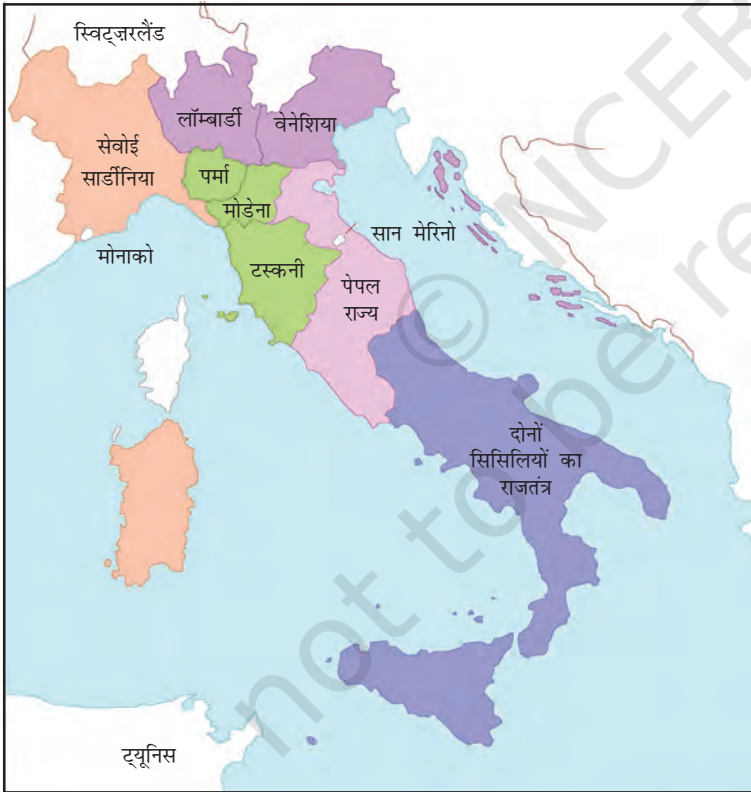 स्विट्ज़रलैंड
लॉम्बार्डी
वेनेशिया
सेवोई
सार्डीनिया
पर्मा
मोडेना
सान मेरिनो
मोनाको
टस्कनी
पेपल
राज्य
दोनों
सिसिलियों का
राजतंत्र
ट्यूनिस
© NCER
not to be re